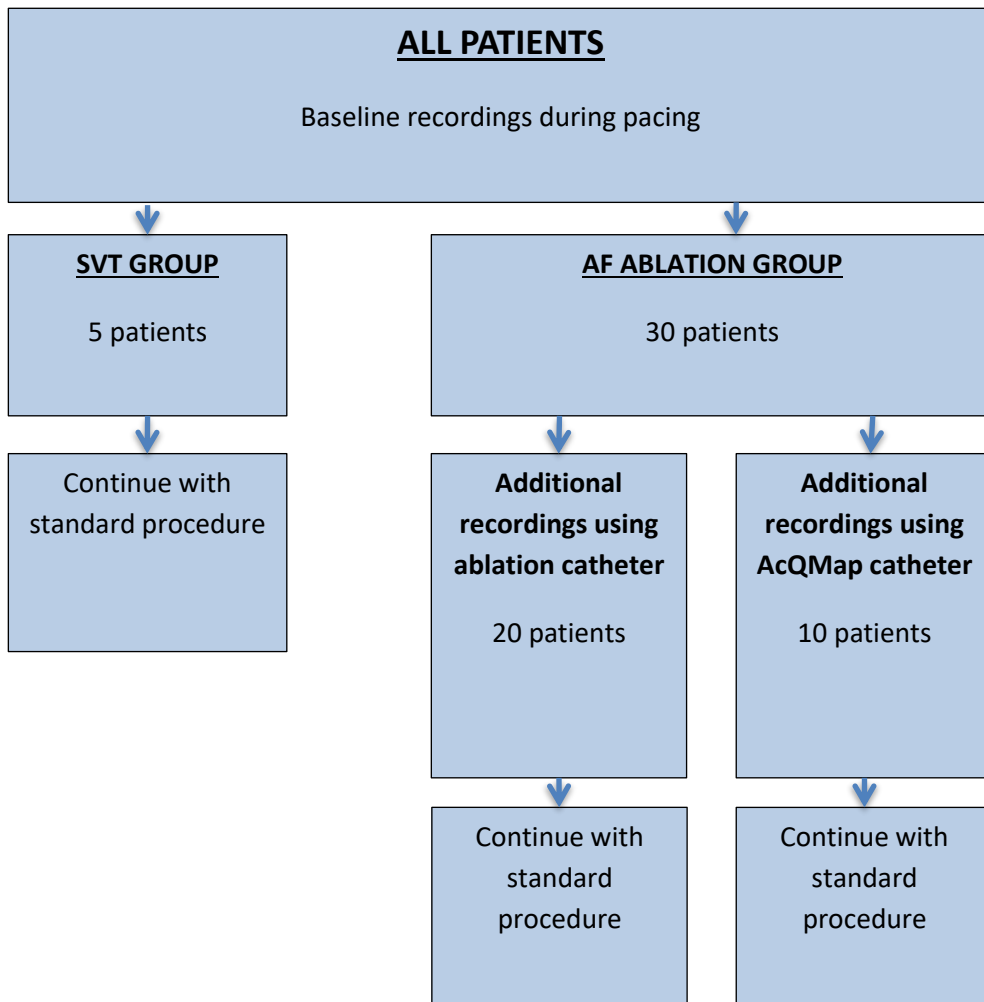 ALL PATIENTS
Baseline recordings during pacing
SVT GROUP
5 patients
AF ABLATION GROUP
30 patients
Continue with
standard procedure
Additional
recordings using
ablation catheter
20 patients
Additional
recordings using
AcQMap catheter
10 patients
Continue with
standard
procedure
Continue with
standard
procedure